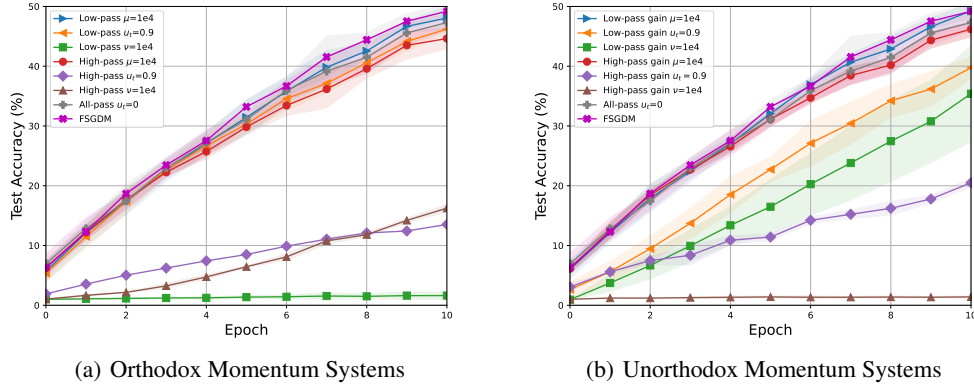 Low-pass μ=1e4
Low-pass u_t=0.9
Low-pass ν=1e4
High-pass μ=1e4
High-pass u_t=0.9
High-pass ν=1e4
All-pass u_t=0
FSGDM
Test Accuracy (%)
50
40
30
20
10
0
0 2 4 6 8 10
Epoch
(a) Orthodox Momentum Systems
Low-pass gain μ=1e4
Low-pass gain u_t=0.9
Low-pass gain ν=1e4
High-pass gain μ=1e4
High-pass gain u_t = 0.9
High-pass gain ν=1e4
All-pass u_t=0
FSGDM
Test Accuracy (%)
50
40
30
20
10
0
0 2 4 6 8 10
Epoch
(b) Unorthodox Momentum Systems